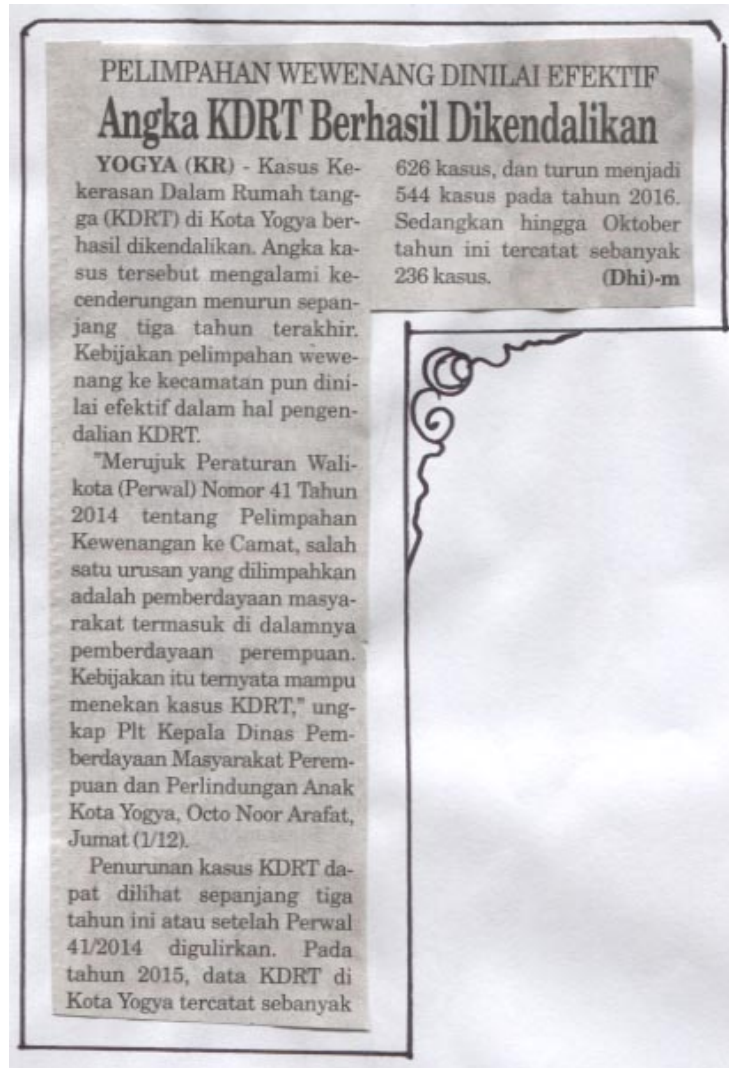 PELIMPAHAN WEWENANG DINILAI EFEKTIF
Angka KDRT Berhasil Dikendalikan
YOGYA (KR) - Kasus Ke-
kerasan Dalam Rumah tang-
ga (KDRT) di Kota Yogya ber-
hasil dikendalikan. Angka ka-
sus tersebut mengalami ke-
cenderungan menurun sepan-
jang tiga tahun terakhir.
Kebijakan pelimpahan wewe-
nang ke kecamatan pun dini-
lai efektif dalam hal pengen-
dalian KDRT.
"Merujuk Peraturan Wali-
kota (Perwal) Nomor 41 Tahun
2014 tentang Pelimpahan
Kewenangan ke Camat, salah
satu urusan yang dilimpahkan
adalah pemberdayaan masya-
rakat termasuk di dalamnya
pemberdayaan perempuan.
Kebijakan itu ternyata mampu
menekan kasus KDRT," ung-
kap Plt Kepala Dinas Pem-
berdayaan Masyarakat Perem-
puan dan Perlindungan Anak
Kota Yogya, Octo Noor Arafat,
Jumat (1/12).
Penurunan kasus KDRT da-
pat dilihat sepanjang tiga
tahun ini atau setelah Perwal
41/2014 digulirkan. Pada
tahun 2015, data KDRT di
Kota Yogya tercatat sebanyak
626 kasus, dan turun menjadi
544 kasus pada tahun 2016.
Sedangkan hingga Oktober
tahun ini tercatat sebanyak
236 kasus. (Dhi)-m